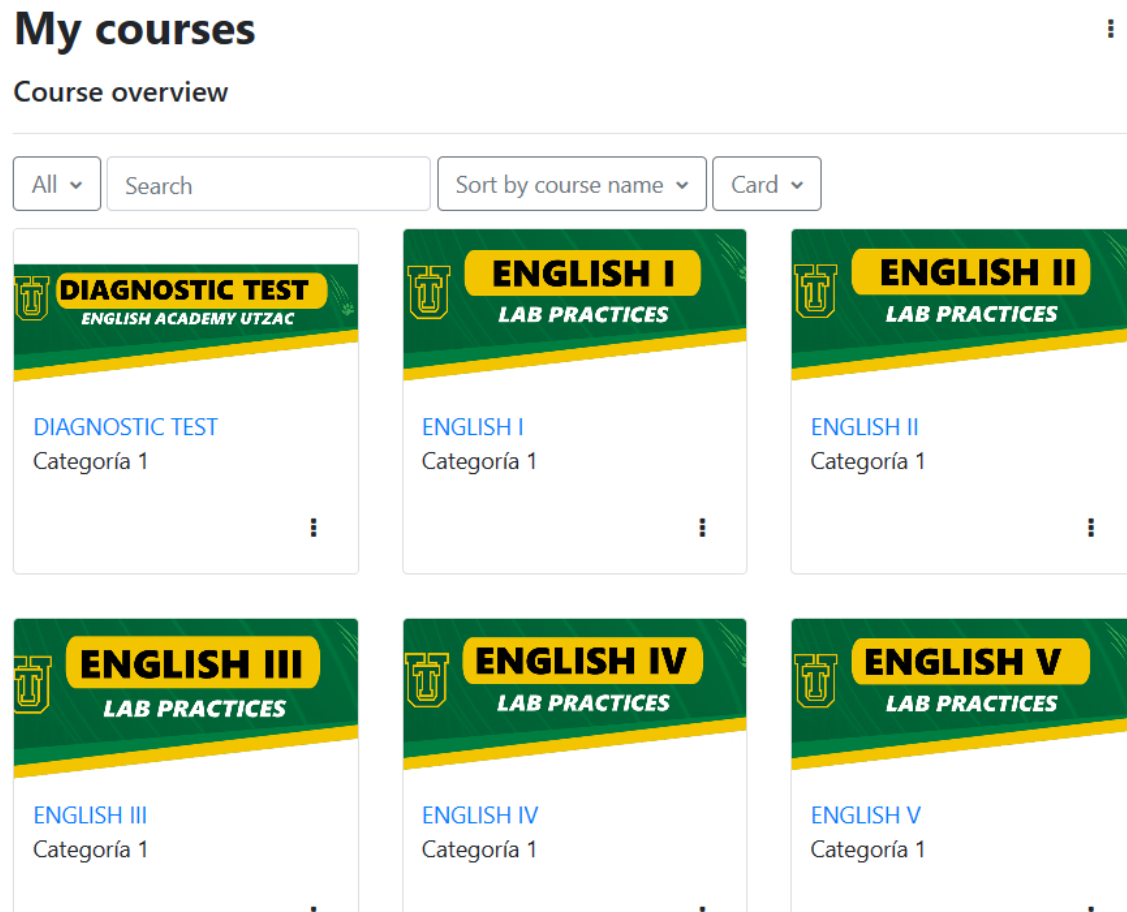 My courses
Course overview
All
Search
Sort by course name
Card
DIAGNOSTIC TEST
ENGLISH ACADEMY UTZAC
ENGLISH I
LAB PRACTICES
ENGLISH II
LAB PRACTICES
DIAGNOSTIC TEST
Categoría 1
ENGLISH I
Categoría 1
ENGLISH II
Categoría 1
ENGLISH III
LAB PRACTICES
ENGLISH IV
LAB PRACTICES
ENGLISH V
LAB PRACTICES
ENGLISH III
Categoría 1
ENGLISH IV
Categoría 1
ENGLISH V
Categoría 1